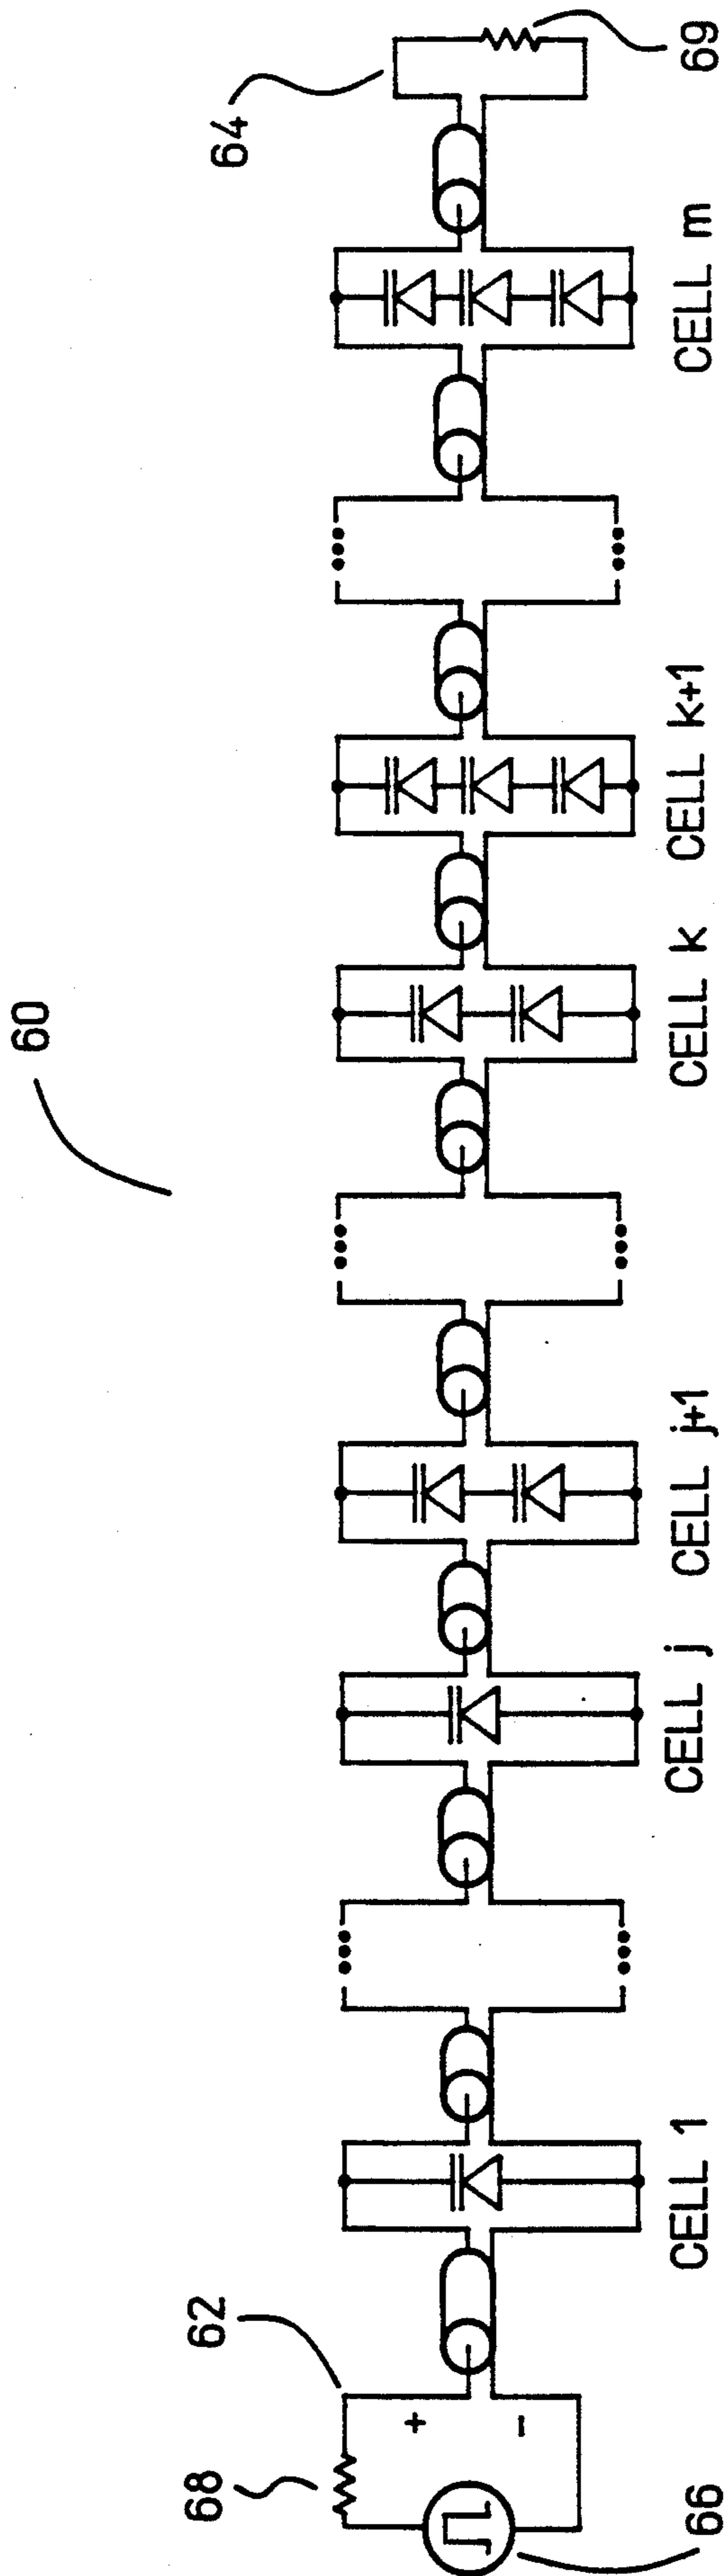 60
68
62
66
+
−
CELL 1
CELL j
CELL j+1
CELL k
CELL k+1
CELL m
64
69